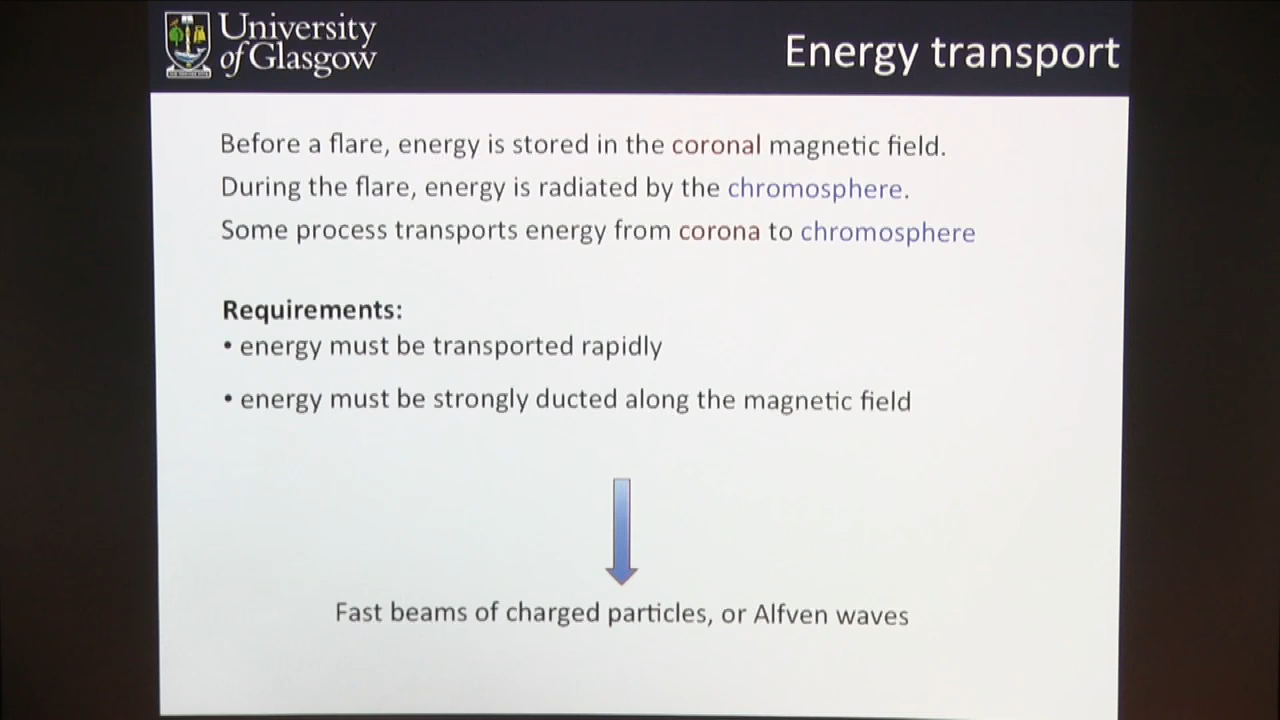 University
of Glasgow
Energy transport
Before a flare, energy is stored in the coronal magnetic field.
During the flare, energy is radiated by the chromosphere.
Some process transports energy from corona to chromosphere
Requirements:
• energy must be transported rapidly
• energy must be strongly ducted along the magnetic field
Fast beams of charged particles, or Alfven waves